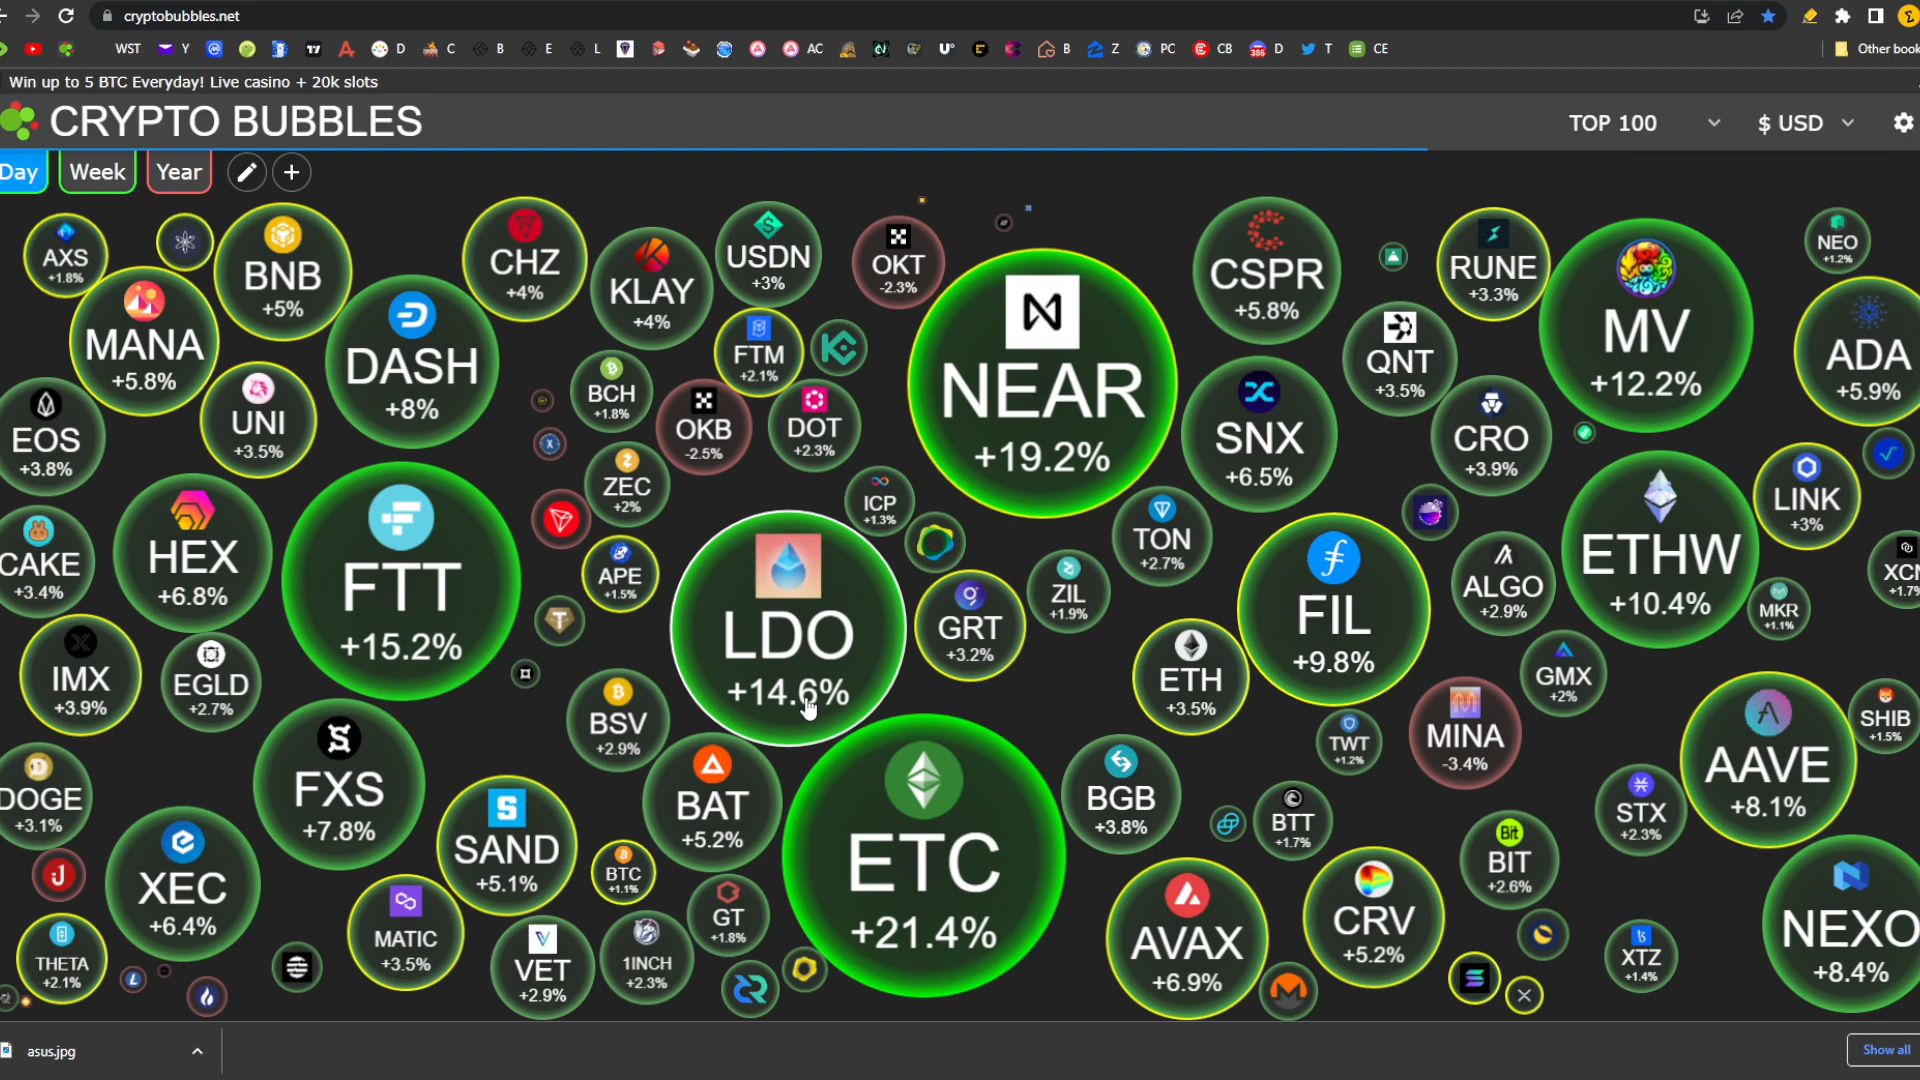 cryptobubbles.net
WST Y D C B E L AC B Z PC CB D T CE Other book
Win up to 5 BTC Everyday! Live casino + 20k slots
CRYPTO BUBBLES
TOP 100
$ USD
Day
Week
Year
AXS
+1.8%
BNB
+5%
CHZ
+4%
KLAY
+4%
USDN
+3%
OKT
-2.3%
CSPR
+5.8%
RUNE
+3.3%
NEO
+1.2%
MANA
+5.8%
DASH
+8%
FTM
+2.1%
NEAR
+19.2%
QNT
+3.5%
MV
+12.2%
ADA
+5.9%
EOS
+3.8%
UNI
+3.5%
BCH
+1.8%
OKB
-2.5%
DOT
+2.3%
SNX
+6.5%
CRO
+3.9%
ZEC
+2%
ICP
+1.3%
LINK
+3%
CAKE
+3.4%
HEX
+6.8%
FTT
+15.2%
APE
+1.5%
LDO
+14.6%
GRT
+3.2%
ZIL
+1.9%
TON
+2.7%
FIL
+9.8%
ALGO
+2.9%
ETHW
+10.4%
MKR
+1.1%
XCN
+1.7%
IMX
+3.9%
EGLD
+2.7%
BSV
+2.9%
ETH
+3.5%
TWT
+1.2%
MINA
-3.4%
GMX
+2%
AAVE
+8.1%
SHIB
+1.5%
DOGE
+3.1%
FXS
+7.8%
SAND
+5.1%
BAT
+5.2%
ETC
+21.4%
BGB
+3.8%
BTT
+1.7%
STX
+2.3%
XEC
+6.4%
BTC
+1.1%
GT
+1.8%
AVAX
+6.9%
CRV
+5.2%
Bit
BIT
+2.6%
NEXO
+8.4%
THETA
+2.1%
MATIC
+3.5%
VET
+2.9%
1INCH
+2.3%
XTZ
+1.4%
asus.jpg
Show all